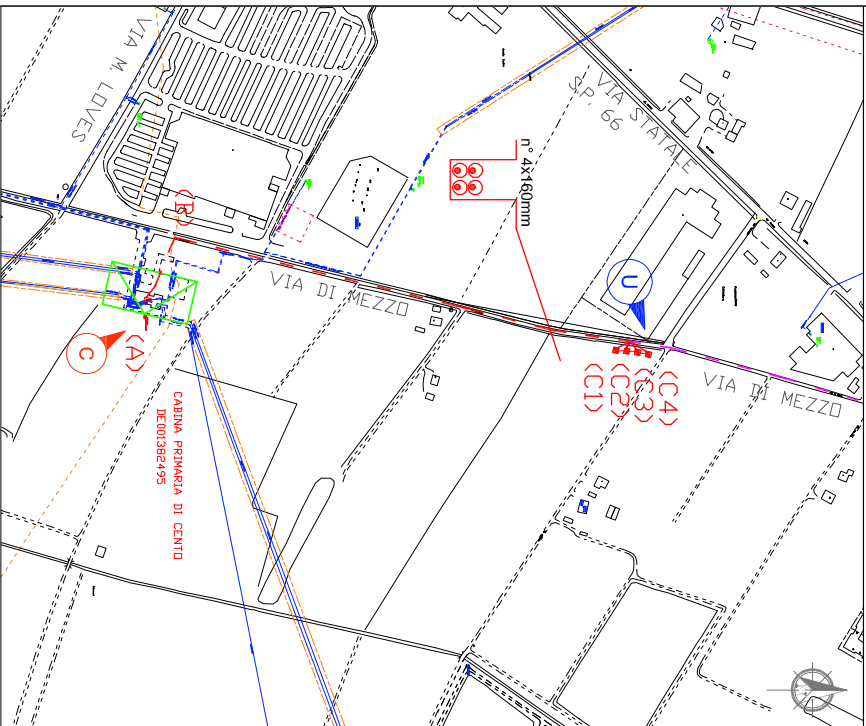 VIA M. LOVES
VIA STATALE
S.P. 66
n° 4x160mm
(B)
U
VIA DI MEZZO
VIA DI MEZZO
(C4)
(C3)
(C2)
(C1)
(A)
C
CABINA PRIMARIA DI CENTO
DE001382495